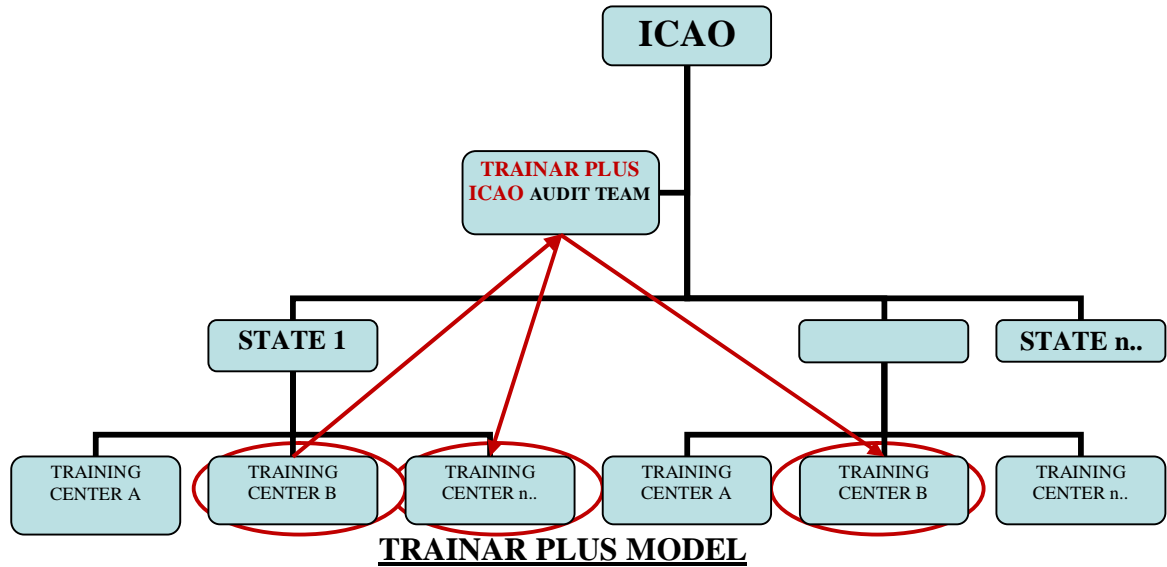 ICAO
TRAINAR PLUS
ICAO AUDIT TEAM
STATE 1
STATE n..
TRAINING
CENTER A
TRAINING
CENTER B
TRAINING
CENTER n..
TRAINING
CENTER A
TRAINING
CENTER B
TRAINING
CENTER n..
TRAINAR PLUS MODEL